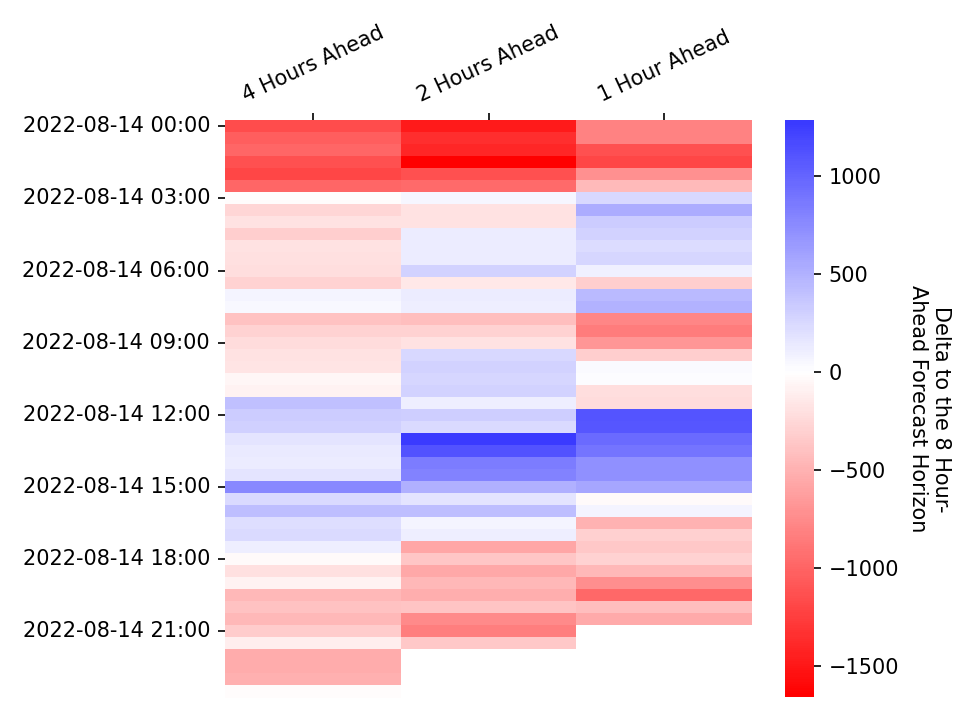 4 Hours Ahead
2 Hours Ahead
1 Hour Ahead
2022-08-14 00:00
2022-08-14 03:00
2022-08-14 06:00
2022-08-14 09:00
2022-08-14 12:00
2022-08-14 15:00
2022-08-14 18:00
2022-08-14 21:00
1000
500
0
−500
−1000
−1500
Delta to the 8 Hour-
Ahead Forecast Horizon